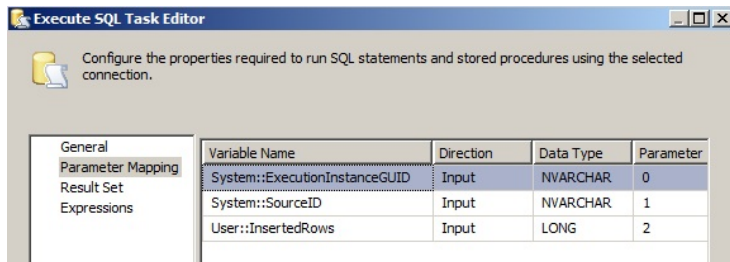 Execute SQL Task Editor
Configure the properties required to run SQL statements and stored procedures using the selected
connection.
General
Parameter Mapping
Result Set
Expressions
Variable Name Direction Data Type Parameter
System::ExecutionInstanceGUID Input NVARCHAR 0
System::SourceID Input NVARCHAR 1
User::InsertedRows Input LONG 2